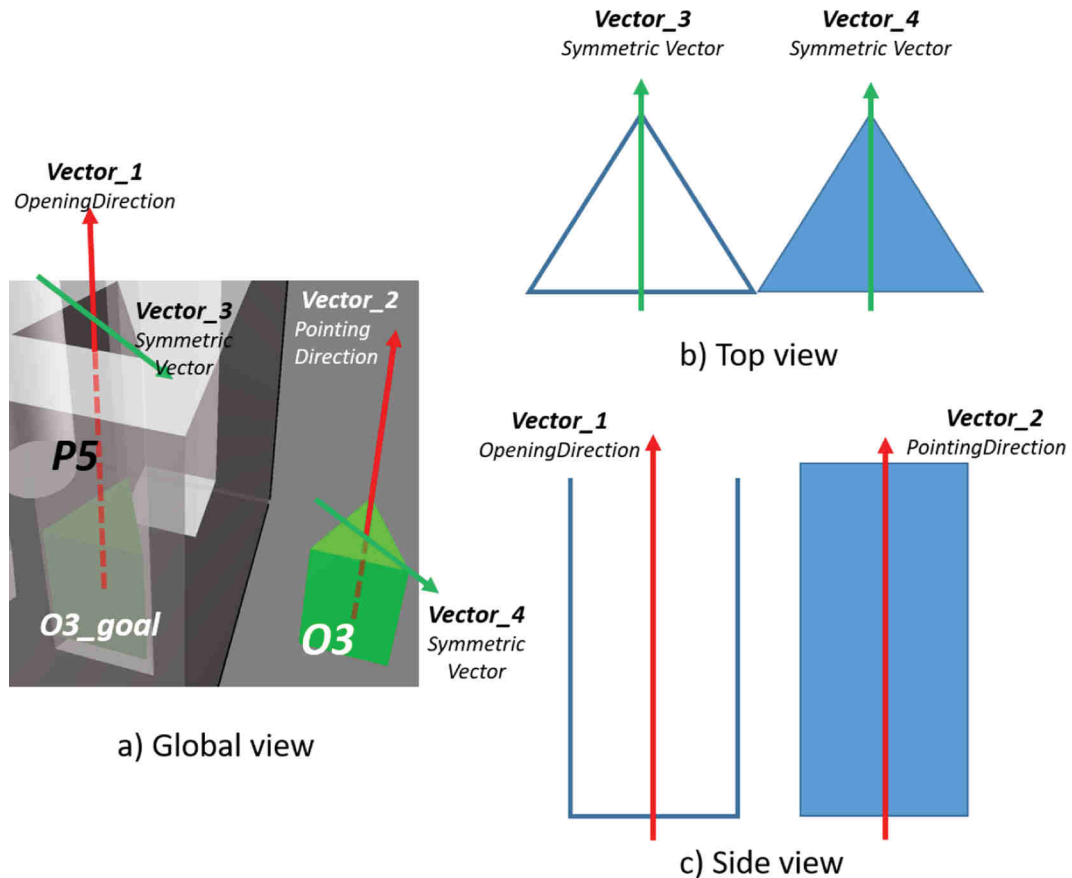 Vector_1
OpeningDirection
Vector_3
Symmetric
Vector
Vector_2
Pointing
Direction
P5
O3_goal
O3
Vector_4
Symmetric
Vector
a) Global view
Vector_3
Symmetric Vector
Vector_4
Symmetric Vector
b) Top view
Vector_1
OpeningDirection
Vector_2
PointingDirection
c) Side view